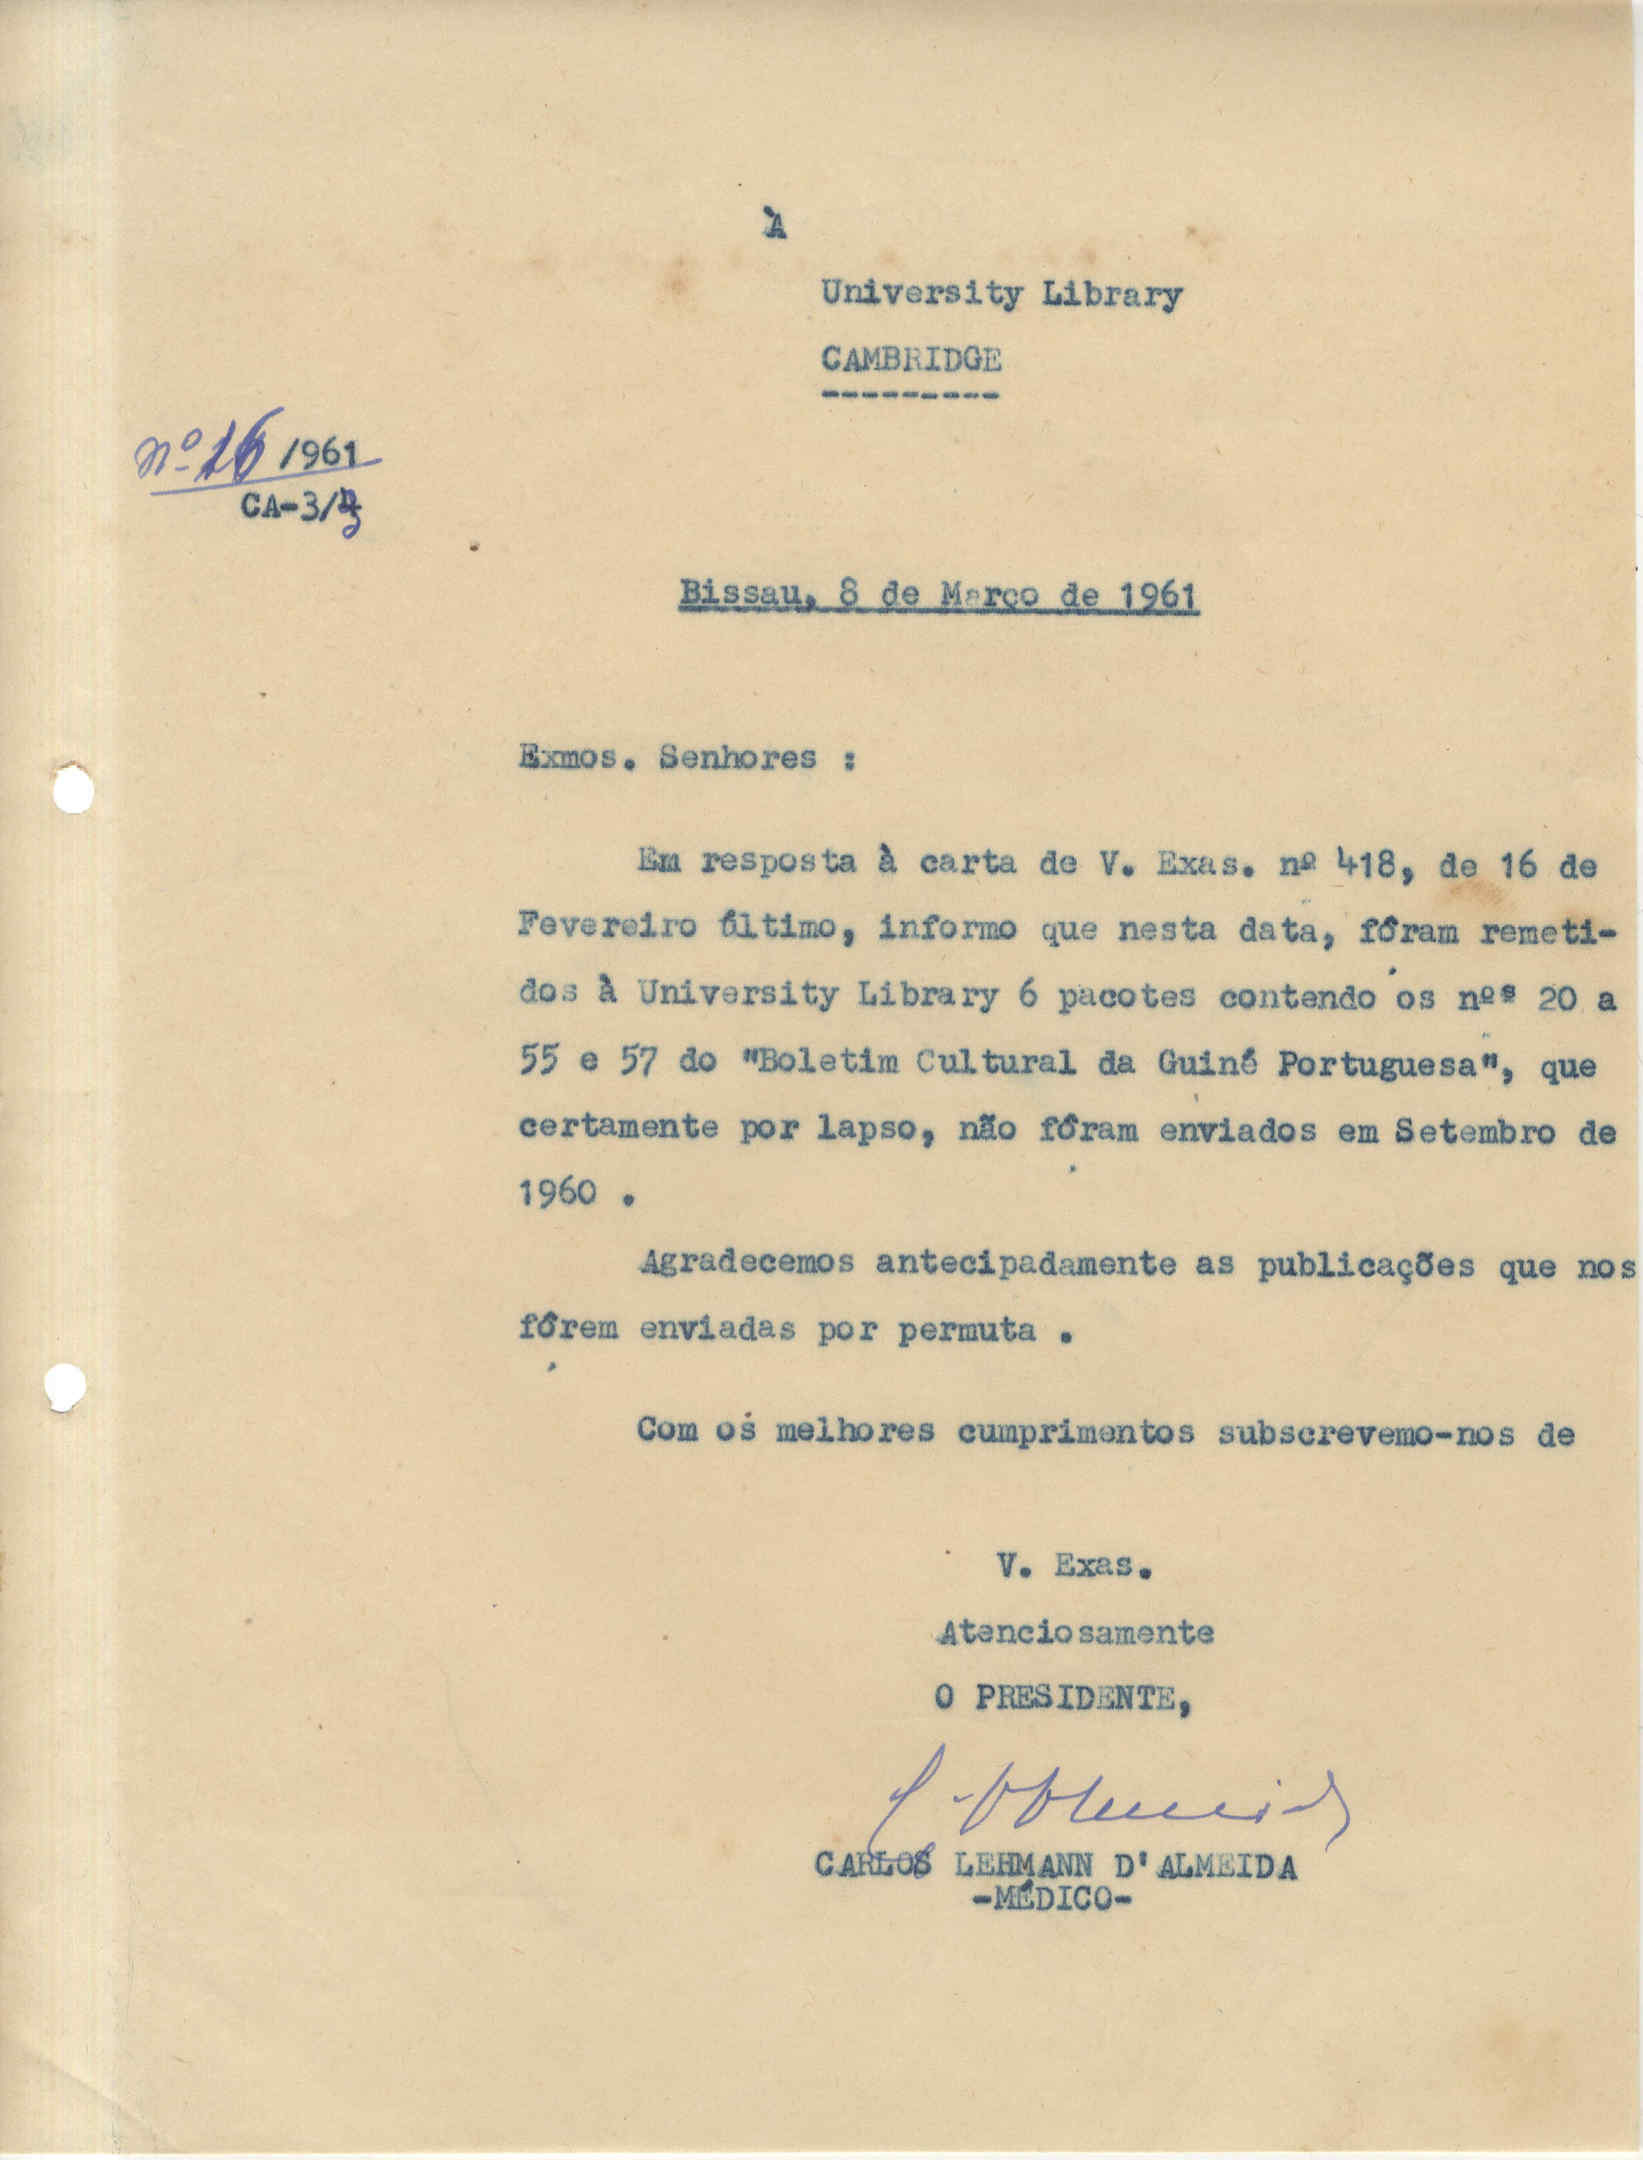 À
University Library
CAMBRIDGE
---------
Nº 16/961
CA-3/
Bissau, 8 de Março de 1961
Exmos. Senhores :
Em resposta à carta de V. Exas. nº 418, de 16 de
Fevereiro último, informo que nesta data, fôram remeti-
dos à University Library 6 pacotes contendo os nºs 20 a
55 e 57 do "Boletim Cultural da Guiné Portuguesa", que
certamente por lapso, não fôram enviados em Setembro de
1960 .
Agradecemos antecipadamente as publicações que nos
fôrem enviadas por permuta .
Com os melhores cumprimentos subscrevemo-nos de
V. Exas.
Atenciosamente
O PRESIDENTE,
CARLOS LEHMANN D'ALMEIDA
-MÉDICO-